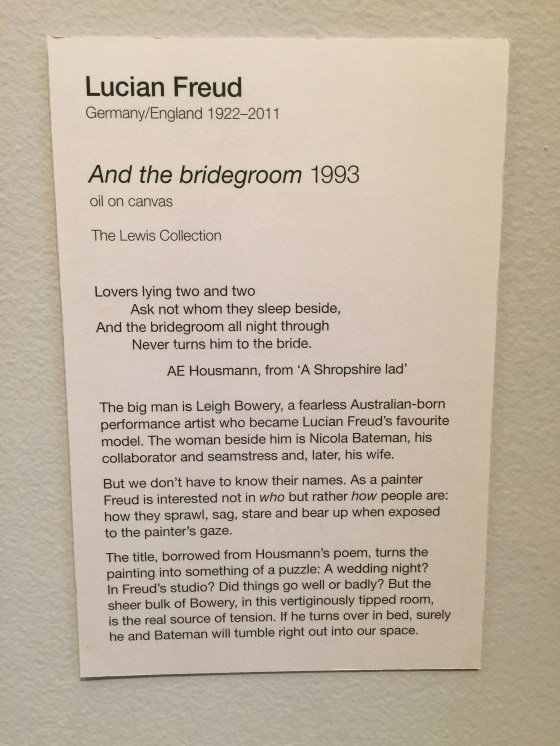 Lucian Freud
Germany/England 1922–2011
And the bridegroom 1993
oil on canvas
The Lewis Collection
Lovers lying two and two
Ask not whom they sleep beside,
And the bridegroom all night through
Never turns him to the bride.
AE Housmann, from ‘A Shropshire lad’
The big man is Leigh Bowery, a fearless Australian-born
performance artist who became Lucian Freud’s favourite
model. The woman beside him is Nicola Bateman, his
collaborator and seamstress and, later, his wife.
But we don’t have to know their names. As a painter
Freud is interested not in who but rather how people are:
how they sprawl, sag, stare and bear up when exposed
to the painter’s gaze.
The title, borrowed from Housmann’s poem, turns the
painting into something of a puzzle: A wedding night?
In Freud’s studio? Did things go well or badly? But the
sheer bulk of Bowery, in this vertiginously tipped room,
is the real source of tension. If he turns over in bed, surely
he and Bateman will tumble right out into our space.